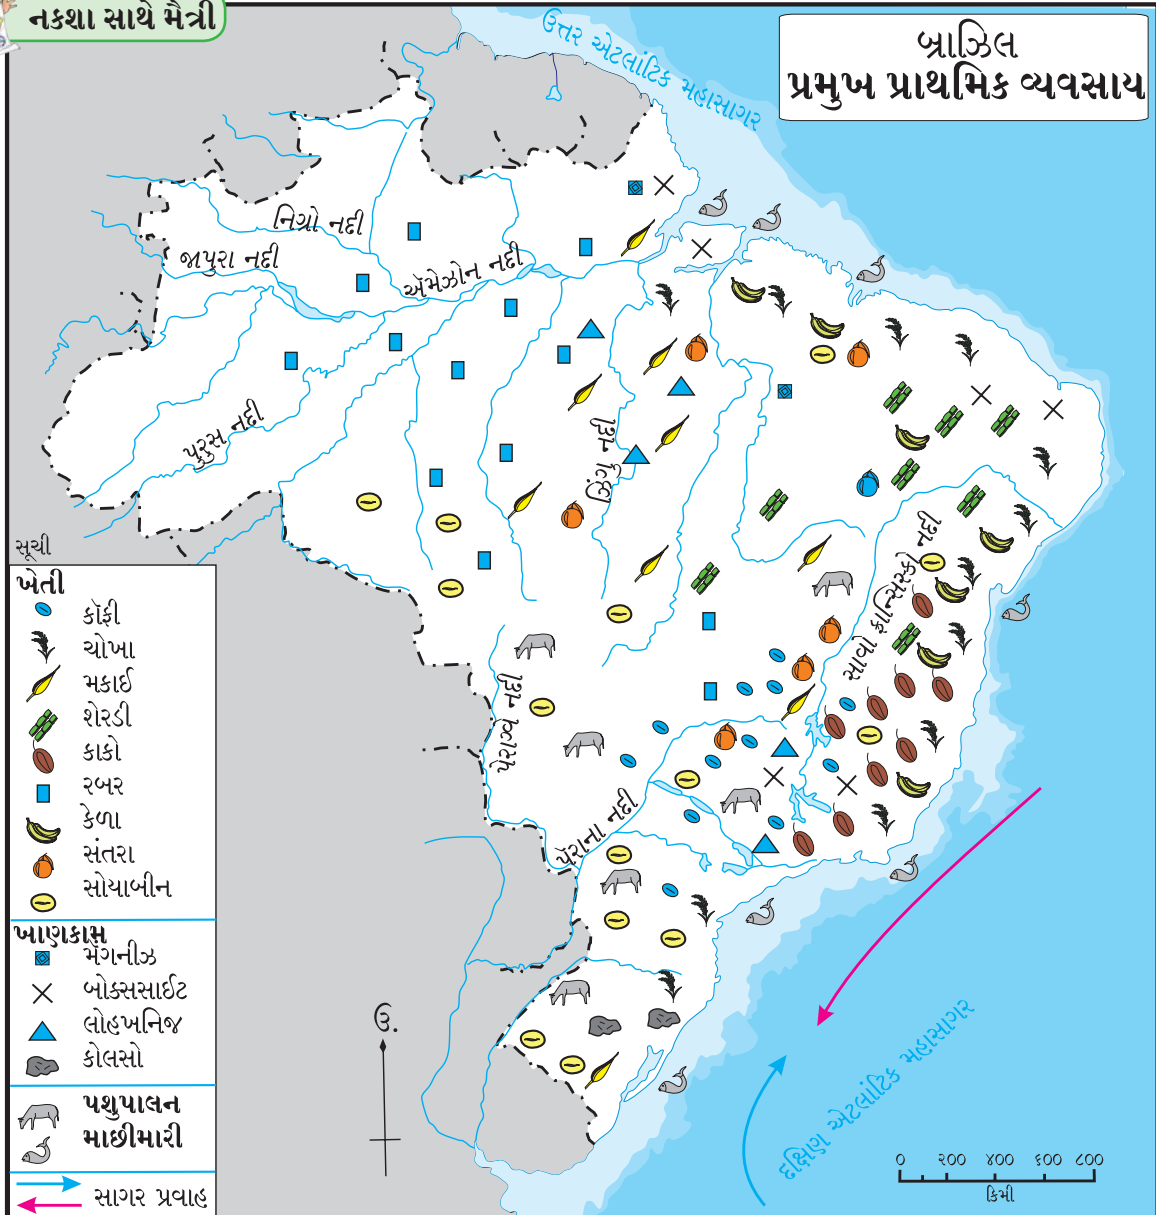 નકશા સાથે મૈત્રી
બ્રાઝિલ
પ્રમુખ પ્રાથમિક વ્યવસાય
ઉત્તર એટલાંટિક મહાસાગર
નિગ્રો નદી
જાપુરા નદી
ઍમેઝોન નદી
પુરુસ નદી
ઝિંગૂ નદી
સાવો ફ્રાન્સિસ્કો નદી
પેરાગ્વે નદી
પૅરાના નદી
સૂચી
ખેતી
કૉફી
ચોખા
મકાઈ
શેરડી
કાકો
રબર
કેળા
સંતરા
સોયાબીન
ખાણકામ
મૅગનીઝ
બોક્સસાઈટ
લોહખનિજ
કોલસો
પશુપાલન
માછીમારી
સાગર પ્રવાહ
ઉ.
દક્ષિણ એટલાંટિક મહાસાગર
૦ ૨૦૦ ૪૦૦ ૬૦૦ ૮૦૦
કિમી